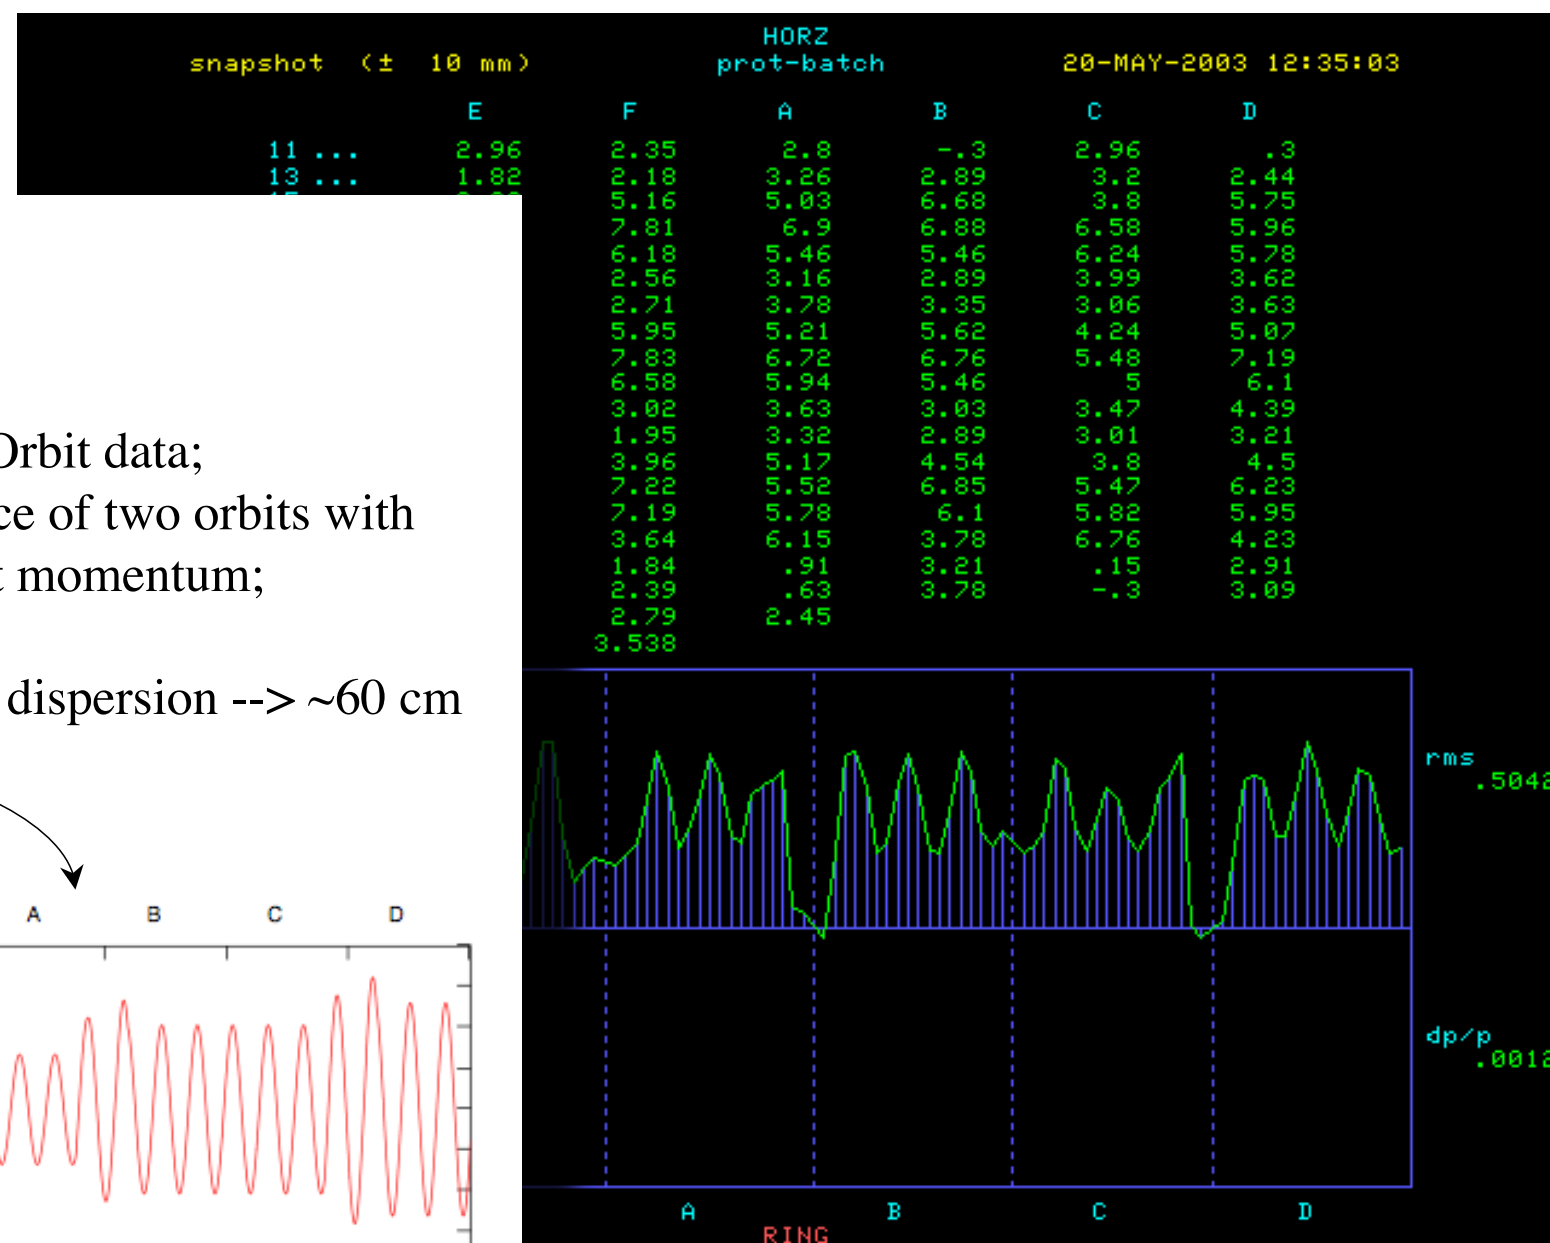 HORZ
snapshot (± 10 mm) prot-batch 20-MAY-2003 12:35:03
E F A B C D
11 ... 2.96 2.35 2.8 -.3 2.96 .3
13 ... 1.82 2.18 3.26 2.89 3.2 2.44
5.16 5.03 6.68 3.8 5.75
7.81 6.9 6.88 6.58 5.96
6.18 5.46 5.46 6.24 5.78
2.56 3.16 2.89 3.99 3.62
2.71 3.78 3.35 3.06 3.63
5.95 5.21 5.62 4.24 5.07
7.83 6.72 6.76 5.48 7.19
6.58 5.94 5.46 5 6.1
3.02 3.63 3.03 3.47 4.39
1.95 3.32 2.89 3.01 3.21
3.96 5.17 4.54 3.8 4.5
7.22 5.52 6.85 5.47 6.23
7.19 5.78 6.1 5.82 5.95
3.64 6.15 3.78 6.76 4.23
1.84 .91 3.21 .15 2.91
2.39 .63 3.78 -.3 3.09
2.79 2.45
3.538
Orbit data;
ce of two orbits with
t momentum;
dispersion --> ~60 cm
A B C D
rms
.5042
dp/p
.0012
A B C D
RING